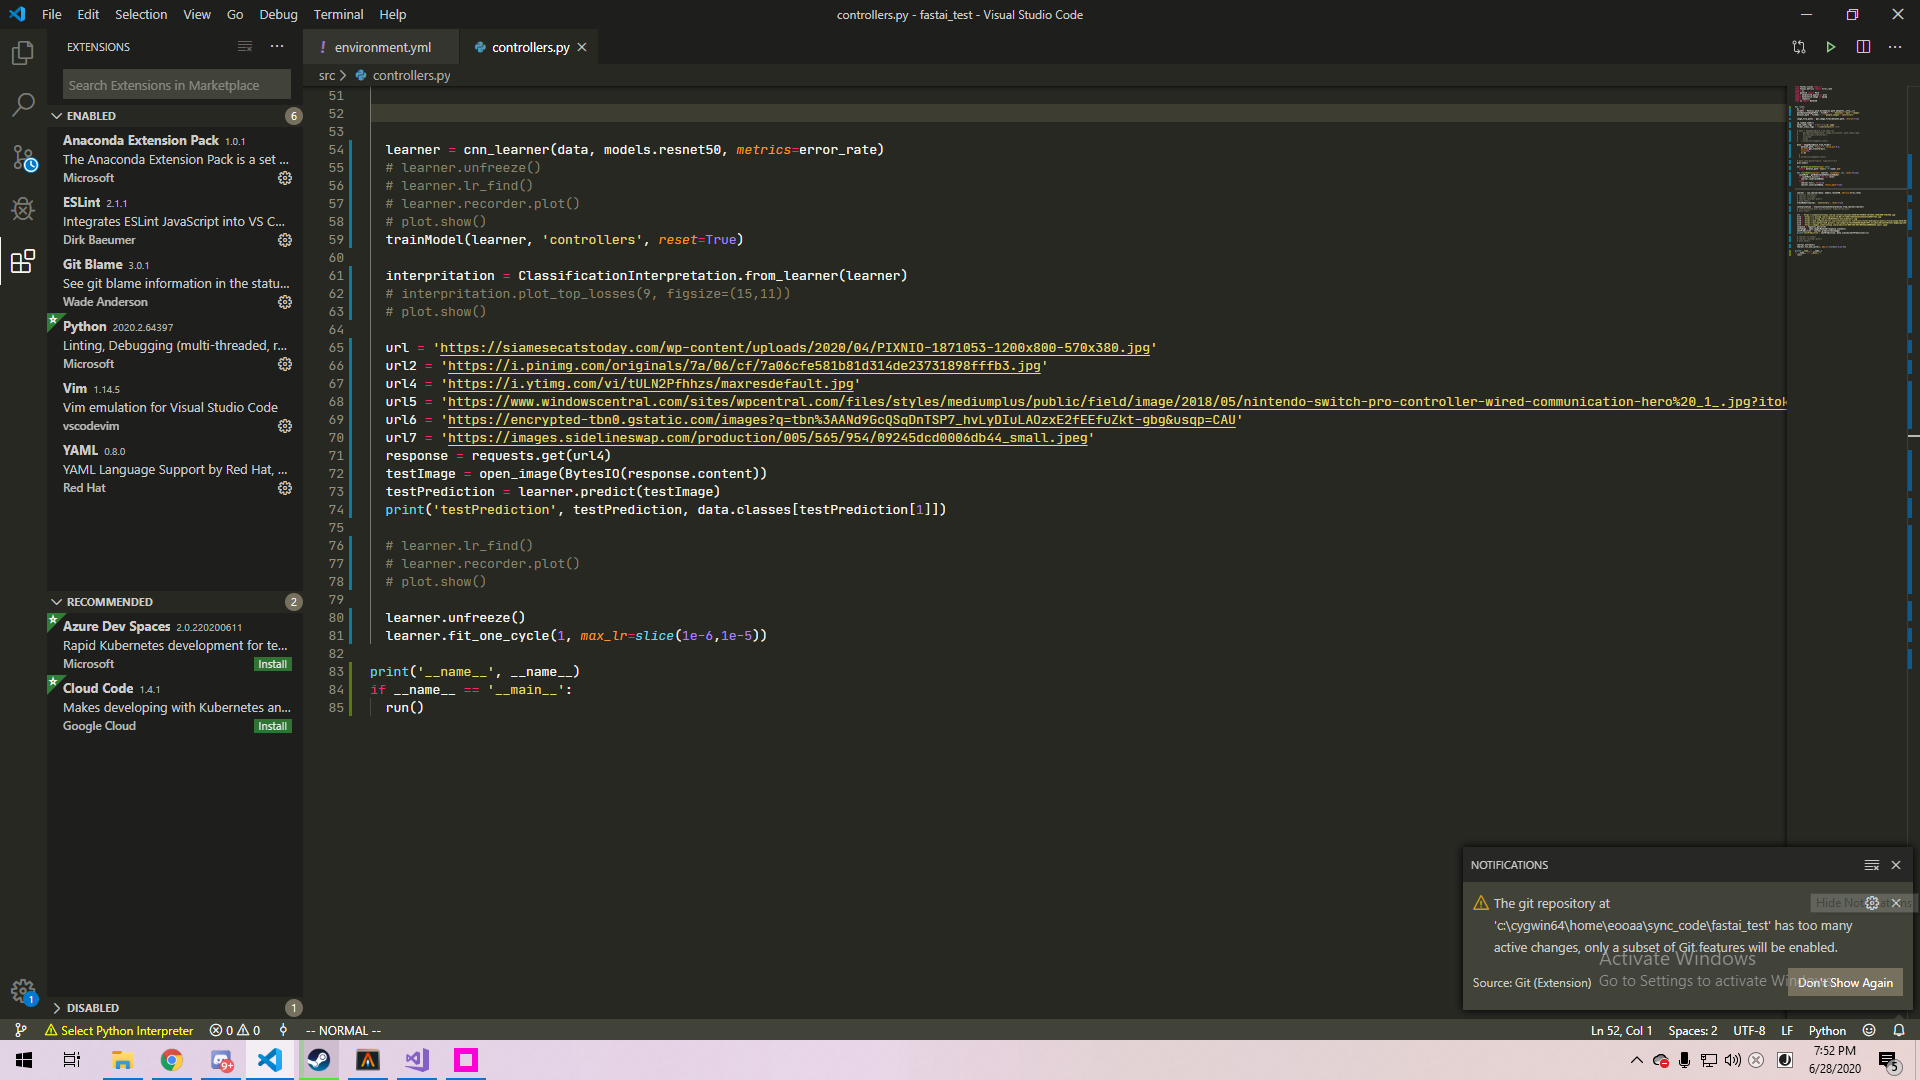 File Edit Selection View Go Debug Terminal Help
controllers.py - fastai_test - Visual Studio Code
EXTENSIONS
Search Extensions in Marketplace
ENABLED 6
Anaconda Extension Pack 1.0.1
The Anaconda Extension Pack is a set ...
Microsoft
ESLint 2.1.1
Integrates ESLint JavaScript into VS C...
Dirk Baeumer
Git Blame 3.0.1
See git blame information in the statu...
Wade Anderson
Python 2020.2.64397
Linting, Debugging (multi-threaded, r...
Microsoft
Vim 1.14.5
Vim emulation for Visual Studio Code
vscodevim
YAML 0.8.0
YAML Language Support by Red Hat, ...
Red Hat
RECOMMENDED 2
Azure Dev Spaces 2.0.220200611
Rapid Kubernetes development for te...
Microsoft Install
Cloud Code 1.4.1
Makes developing with Kubernetes an...
Google Cloud Install
DISABLED 1
! environment.yml controllers.py
src > controllers.py
51
52
53
54 learner = cnn_learner(data, models.resnet50, metrics=error_rate)
55 # learner.unfreeze()
56 # learner.lr_find()
57 # learner.recorder.plot()
58 # plot.show()
59 trainModel(learner, 'controllers', reset=True)
60
61 interpritation = ClassificationInterpretation.from_learner(learner)
62 # interpritation.plot_top_losses(9, figsize=(15,11))
63 # plot.show()
64
65 url = 'https://siamesecatstoday.com/wp-content/uploads/2020/04/PIXNIO-1871053-1200x800-570x380.jpg'
66 url2 = 'https://i.pinimg.com/originals/7a/06/cf/7a06cfe581b81d314de23731898fffb3.jpg'
67 url4 = 'https://i.ytimg.com/vi/tULN2Pfhhzs/maxresdefault.jpg'
68 url5 = 'https://www.windowscentral.com/sites/wpcentral.com/files/styles/mediumplus/public/field/image/2018/05/nintendo-switch-pro-controller-wired-communication-hero%20_1_.jpg?itok
69 url6 = 'https://encrypted-tbn0.gstatic.com/images?q=tbn%3AANd9GcQSqDnTSP7_hvLyDIuLAOzxE2fEEfuZkt-gbg&usqp=CAU'
70 url7 = 'https://images.sidelineswap.com/production/005/565/954/09245dcd0006db44_small.jpeg'
71 response = requests.get(url4)
72 testImage = open_image(BytesIO(response.content))
73 testPrediction = learner.predict(testImage)
74 print('testPrediction', testPrediction, data.classes[testPrediction[1]])
75
76 # learner.lr_find()
77 # learner.recorder.plot()
78 # plot.show()
79
80 learner.unfreeze()
81 learner.fit_one_cycle(1, max_lr=slice(1e-6,1e-5))
82
83 print('__name__', __name__)
84 if __name__ == '__main__':
85 run()
NOTIFICATIONS
The git repository at
'c:\cygwin64\home\eooaa\sync_code\fastai_test' has too many
active changes, only a subset of Git features will be enabled.
Source: Git (Extension)
Don't Show Again
Activate Windows
Go to Settings to activate Windows.
1
Select Python Interpreter 0 0 -- NORMAL --
Ln 52, Col 1 Spaces: 2 UTF-8 LF Python
9+
7:52 PM
6/28/2020
5